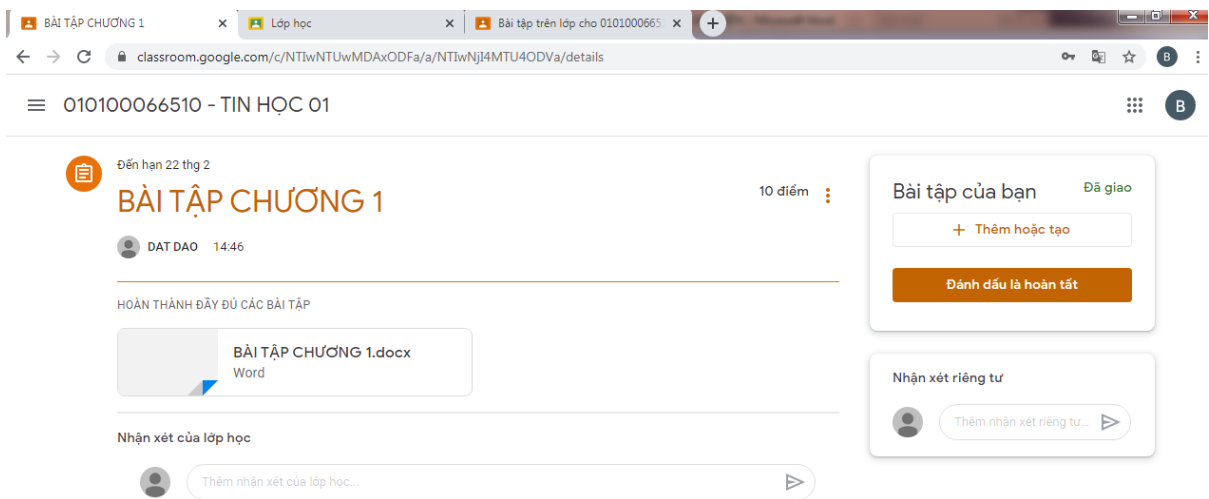 BÀI TẬP CHƯƠNG 1
Lớp học
Bài tập trên lớp cho 0101000665
classroom.google.com/c/NTIwNTUwMDAxODFa/a/NTIwNjI4MTU4ODVa/details
B
010100066510 - TIN HỌC 01
B
Đến hạn 22 thg 2
BÀI TẬP CHƯƠNG 1
10 điểm
DAT DAO 14:46
HOÀN THÀNH ĐẦY ĐỦ CÁC BÀI TẬP
BÀI TẬP CHƯƠNG 1.docx
Word
Nhận xét của lớp học
Thêm nhận xét của lớp học...
Bài tập của bạn
Đã giao
+ Thêm hoặc tạo
Đánh dấu là hoàn tất
Nhận xét riêng tư
Thêm nhận xét riêng tư...